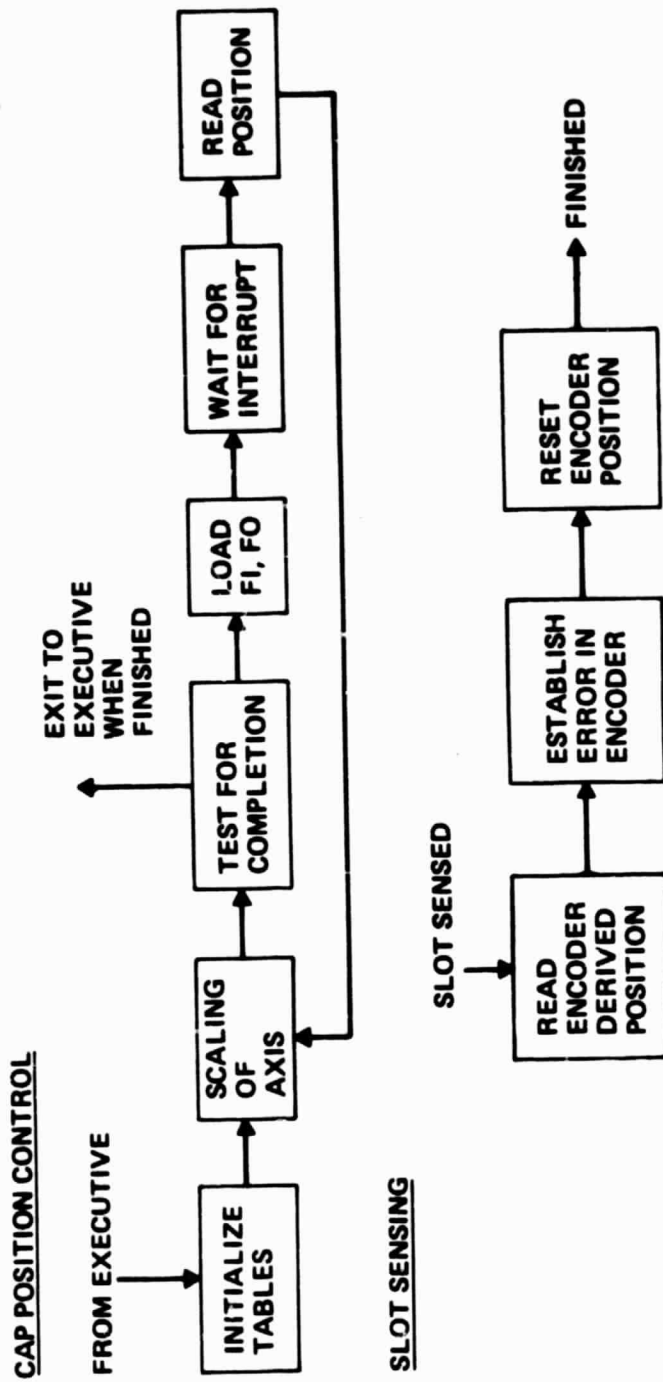 CAP POSITION CONTROL
FROM EXECUTIVE
INITIALIZE
TABLES
SCALING
OF
AXIS
TEST FOR
COMPLETION
EXIT TO
EXECUTIVE
WHEN
FINISHED
LOAD
FI, FO
WAIT FOR
INTERRUPT
READ
POSITION
SLOT SENSING
SLOT SENSED
READ
ENCODER
DERIVED
POSITION
ESTABLISH
ERROR IN
ENCODER
RESET
ENCODER
POSITION
FINISHED